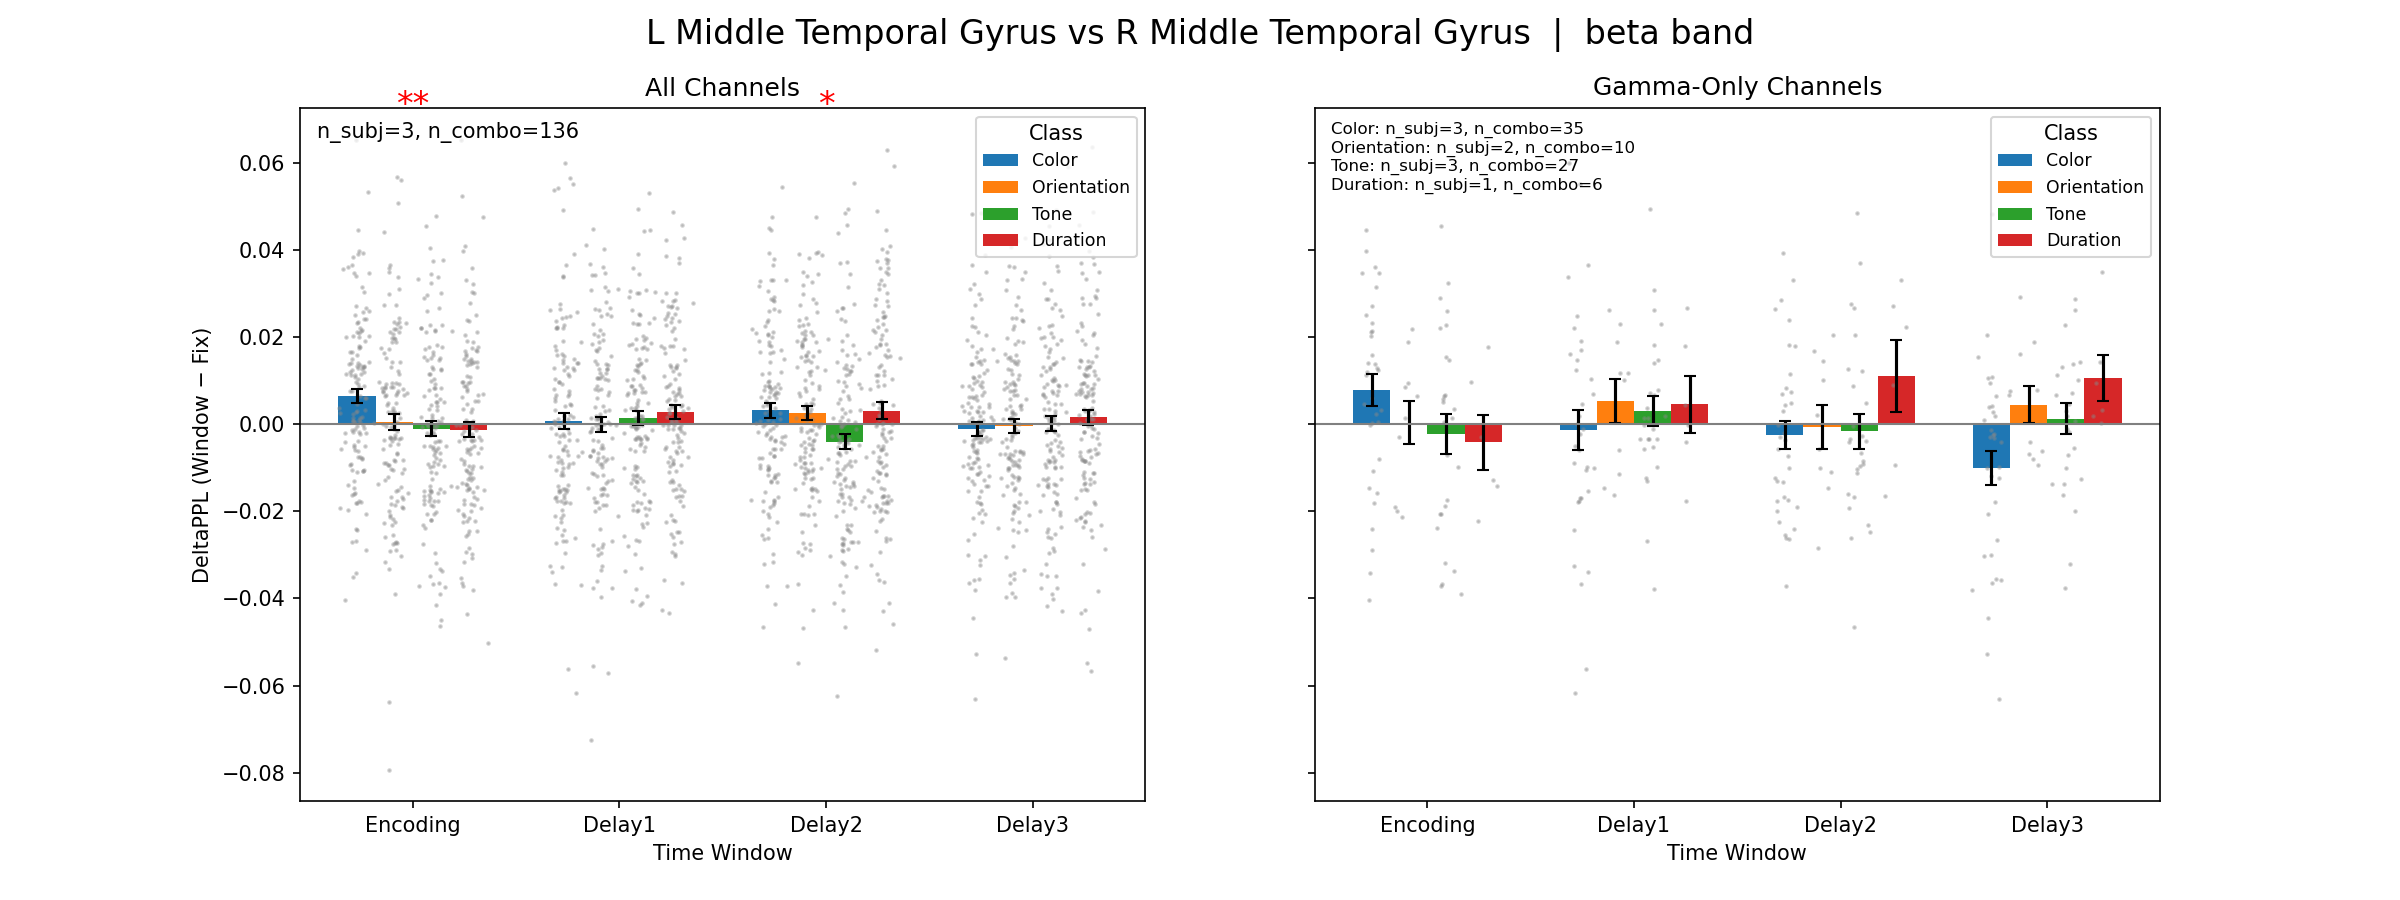 L Middle Temporal Gyrus vs R Middle Temporal Gyrus | beta band
All Channels
** *
n_subj=3, n_combo=136
Class
Color
Orientation
Tone
Duration
DeltaPPL (Window − Fix)
0.06
0.04
0.02
0.00
−0.02
−0.04
−0.06
−0.08
Encoding Delay1 Delay2 Delay3
Time Window
Gamma-Only Channels
Color: n_subj=3, n_combo=35
Orientation: n_subj=2, n_combo=10
Tone: n_subj=3, n_combo=27
Duration: n_subj=1, n_combo=6
Class
Color
Orientation
Tone
Duration
Encoding Delay1 Delay2 Delay3
Time Window